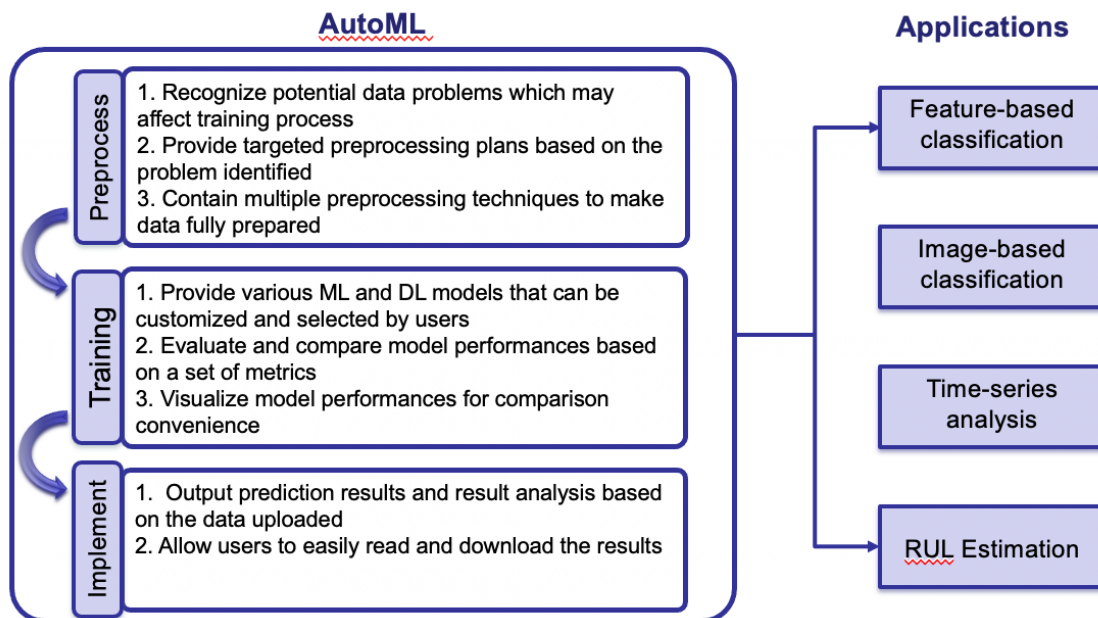 AutoML
Applications
Preprocess
1. Recognize potential data problems which may
affect training process
2. Provide targeted preprocessing plans based on the
problem identified
3. Contain multiple preprocessing techniques to make
data fully prepared
Training
1. Provide various ML and DL models that can be
customized and selected by users
2. Evaluate and compare model performances based
on a set of metrics
3. Visualize model performances for comparison
convenience
Implement
1. Output prediction results and result analysis based
on the data uploaded
2. Allow users to easily read and download the results
Feature-based
classification
Image-based
classification
Time-series
analysis
RUL Estimation